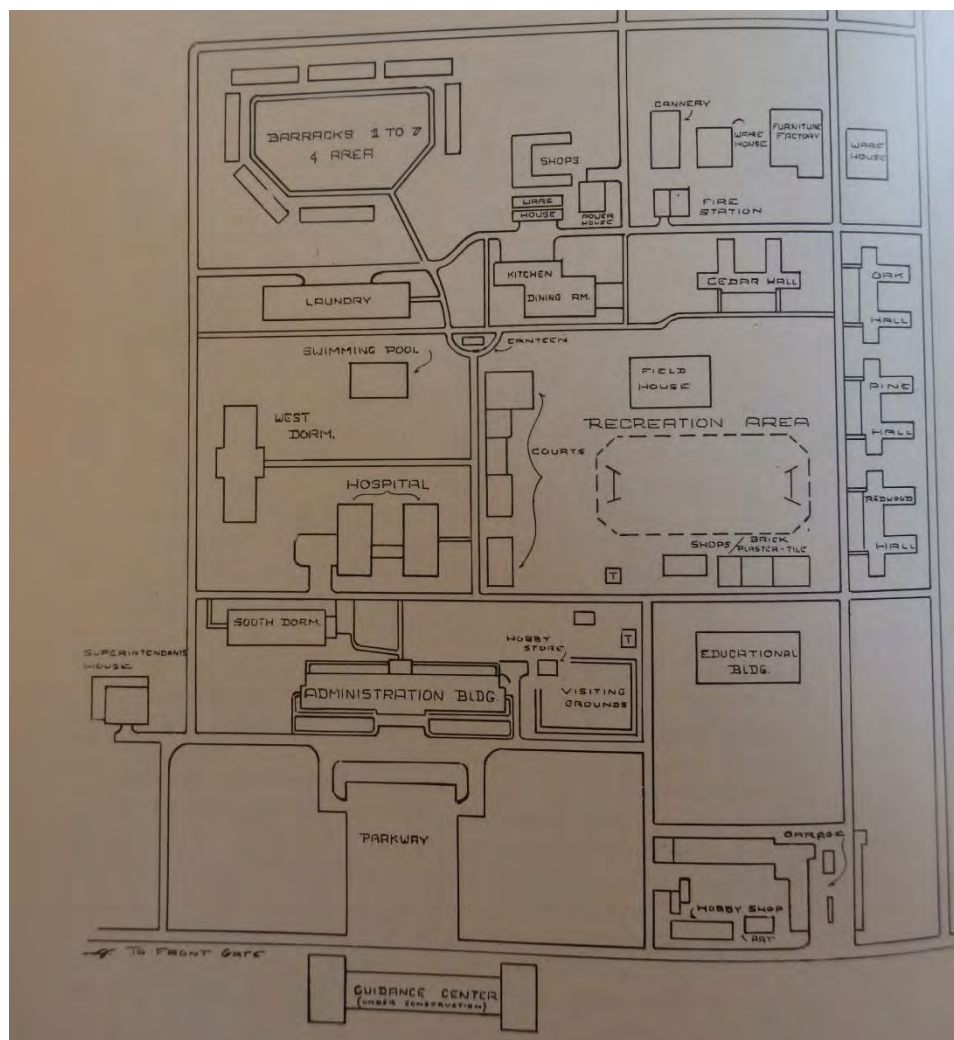 BARRACKS 1 TO 7
& AREA
SHOPS
CANNERY
WARE
HOUSE
FURNITURE
FACTORY
WARE
HOUSE
WARE
HOUSE
POWER
HOUSE
FIRE
STATION
LAUNDRY
KITCHEN
DINING RM.
CEDAR HALL
OAK
HALL
CANTEEN
SWIMMING POOL
FIELD
HOUSE
PINE
HALL
WEST
DORM.
RECREATION AREA
COURTS
HOSPITAL
REDWOOD
HALL
SHOPS
BRICK
PLASTER-TILE
T
SOUTH DORM.
T
HOBBY
STORE
EDUCATIONAL
BLDG.
SUPERINTENDANTS
HOUSE
ADMINISTRATION BLDG.
VISITING
GROUNDS
PARKWAY
GARAGE
HOBBY SHOP
ART
TO FRONT GATE
GUIDANCE CENTER
(UNDER CONSTRUCTION)